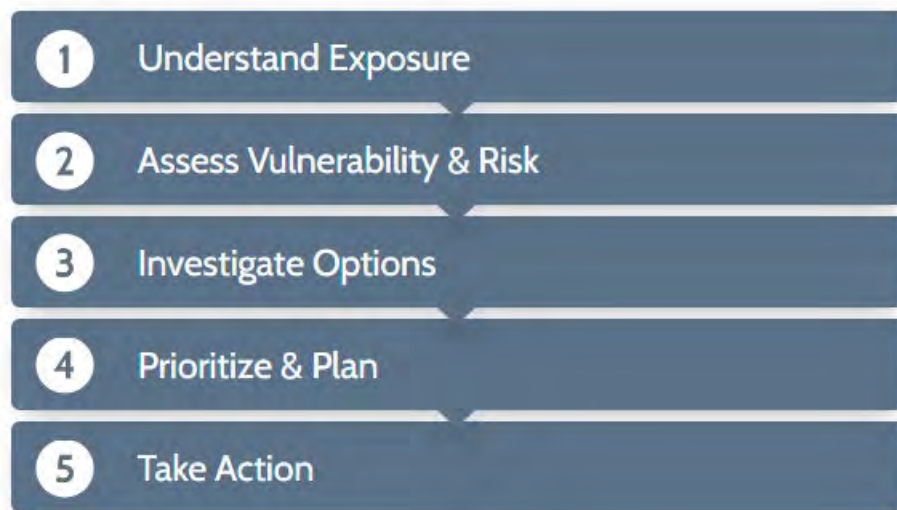 1 Understand Exposure
2 Assess Vulnerability & Risk
3 Investigate Options
4 Prioritize & Plan
5 Take Action